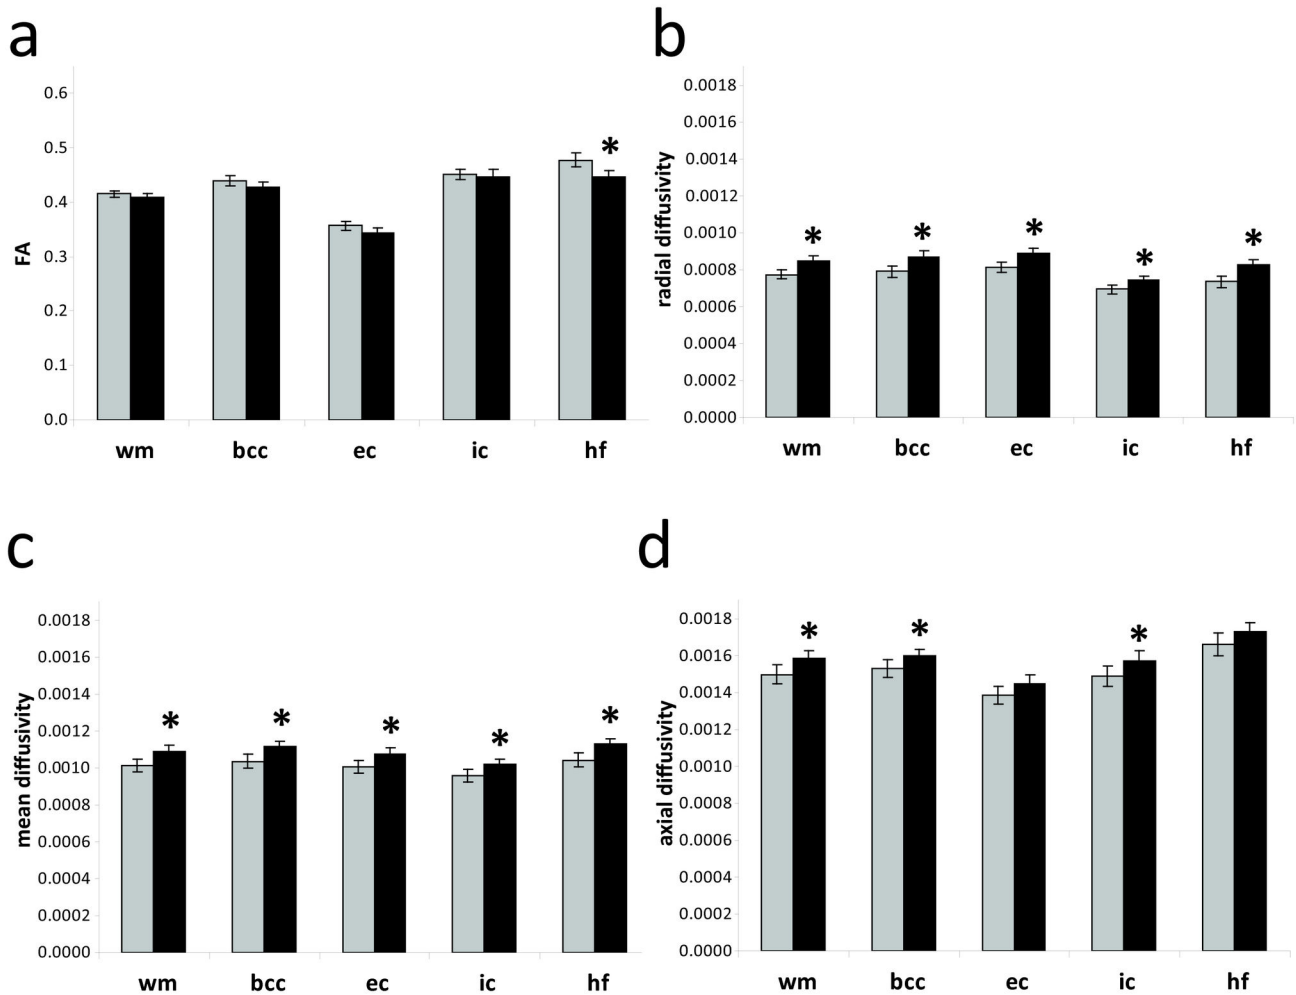 a
0.6
0.5
0.4
0.3
0.2
0.1
0.0
FA
*
wm bcc ec ic hf
b
0.0018
0.0016
0.0014
0.0012
0.0010
0.0008
0.0006
0.0004
0.0002
0.0000
radial diffusivity
* * * * *
wm bcc ec ic hf
c
0.0018
0.0016
0.0014
0.0012
0.0010
0.0008
0.0006
0.0004
0.0002
0.0000
mean diffusivity
* * * * *
wm bcc ec ic hf
d
0.0018
0.0016
0.0014
0.0012
0.0010
0.0008
0.0006
0.0004
0.0002
0.0000
axial diffusivity
* * *
wm bcc ec ic hf